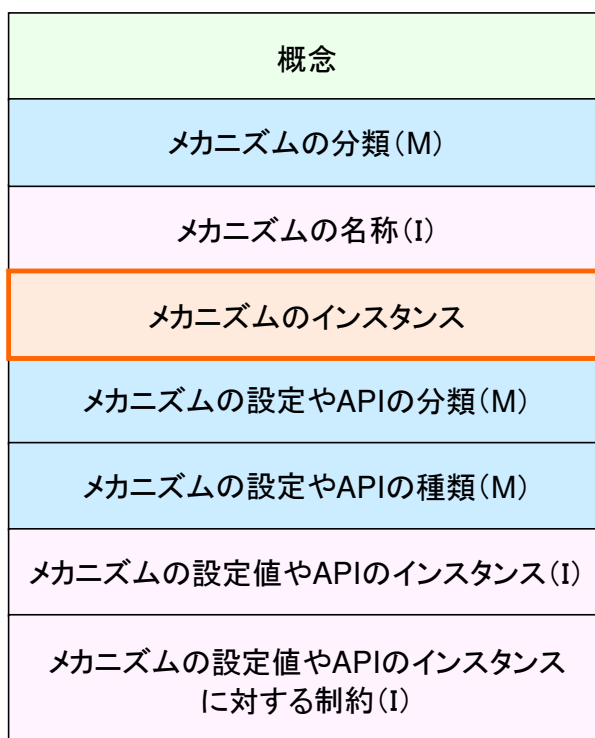 概念
メカニズムの分類(M)
メカニズムの名称(I)
メカニズムのインスタンス
メカニズムの設定やAPIの分類(M)
メカニズムの設定やAPIの種類(M)
メカニズムの設定値やAPIのインスタンス(I)
メカニズムの設定値やAPIのインスタンス
に対する制約(I)